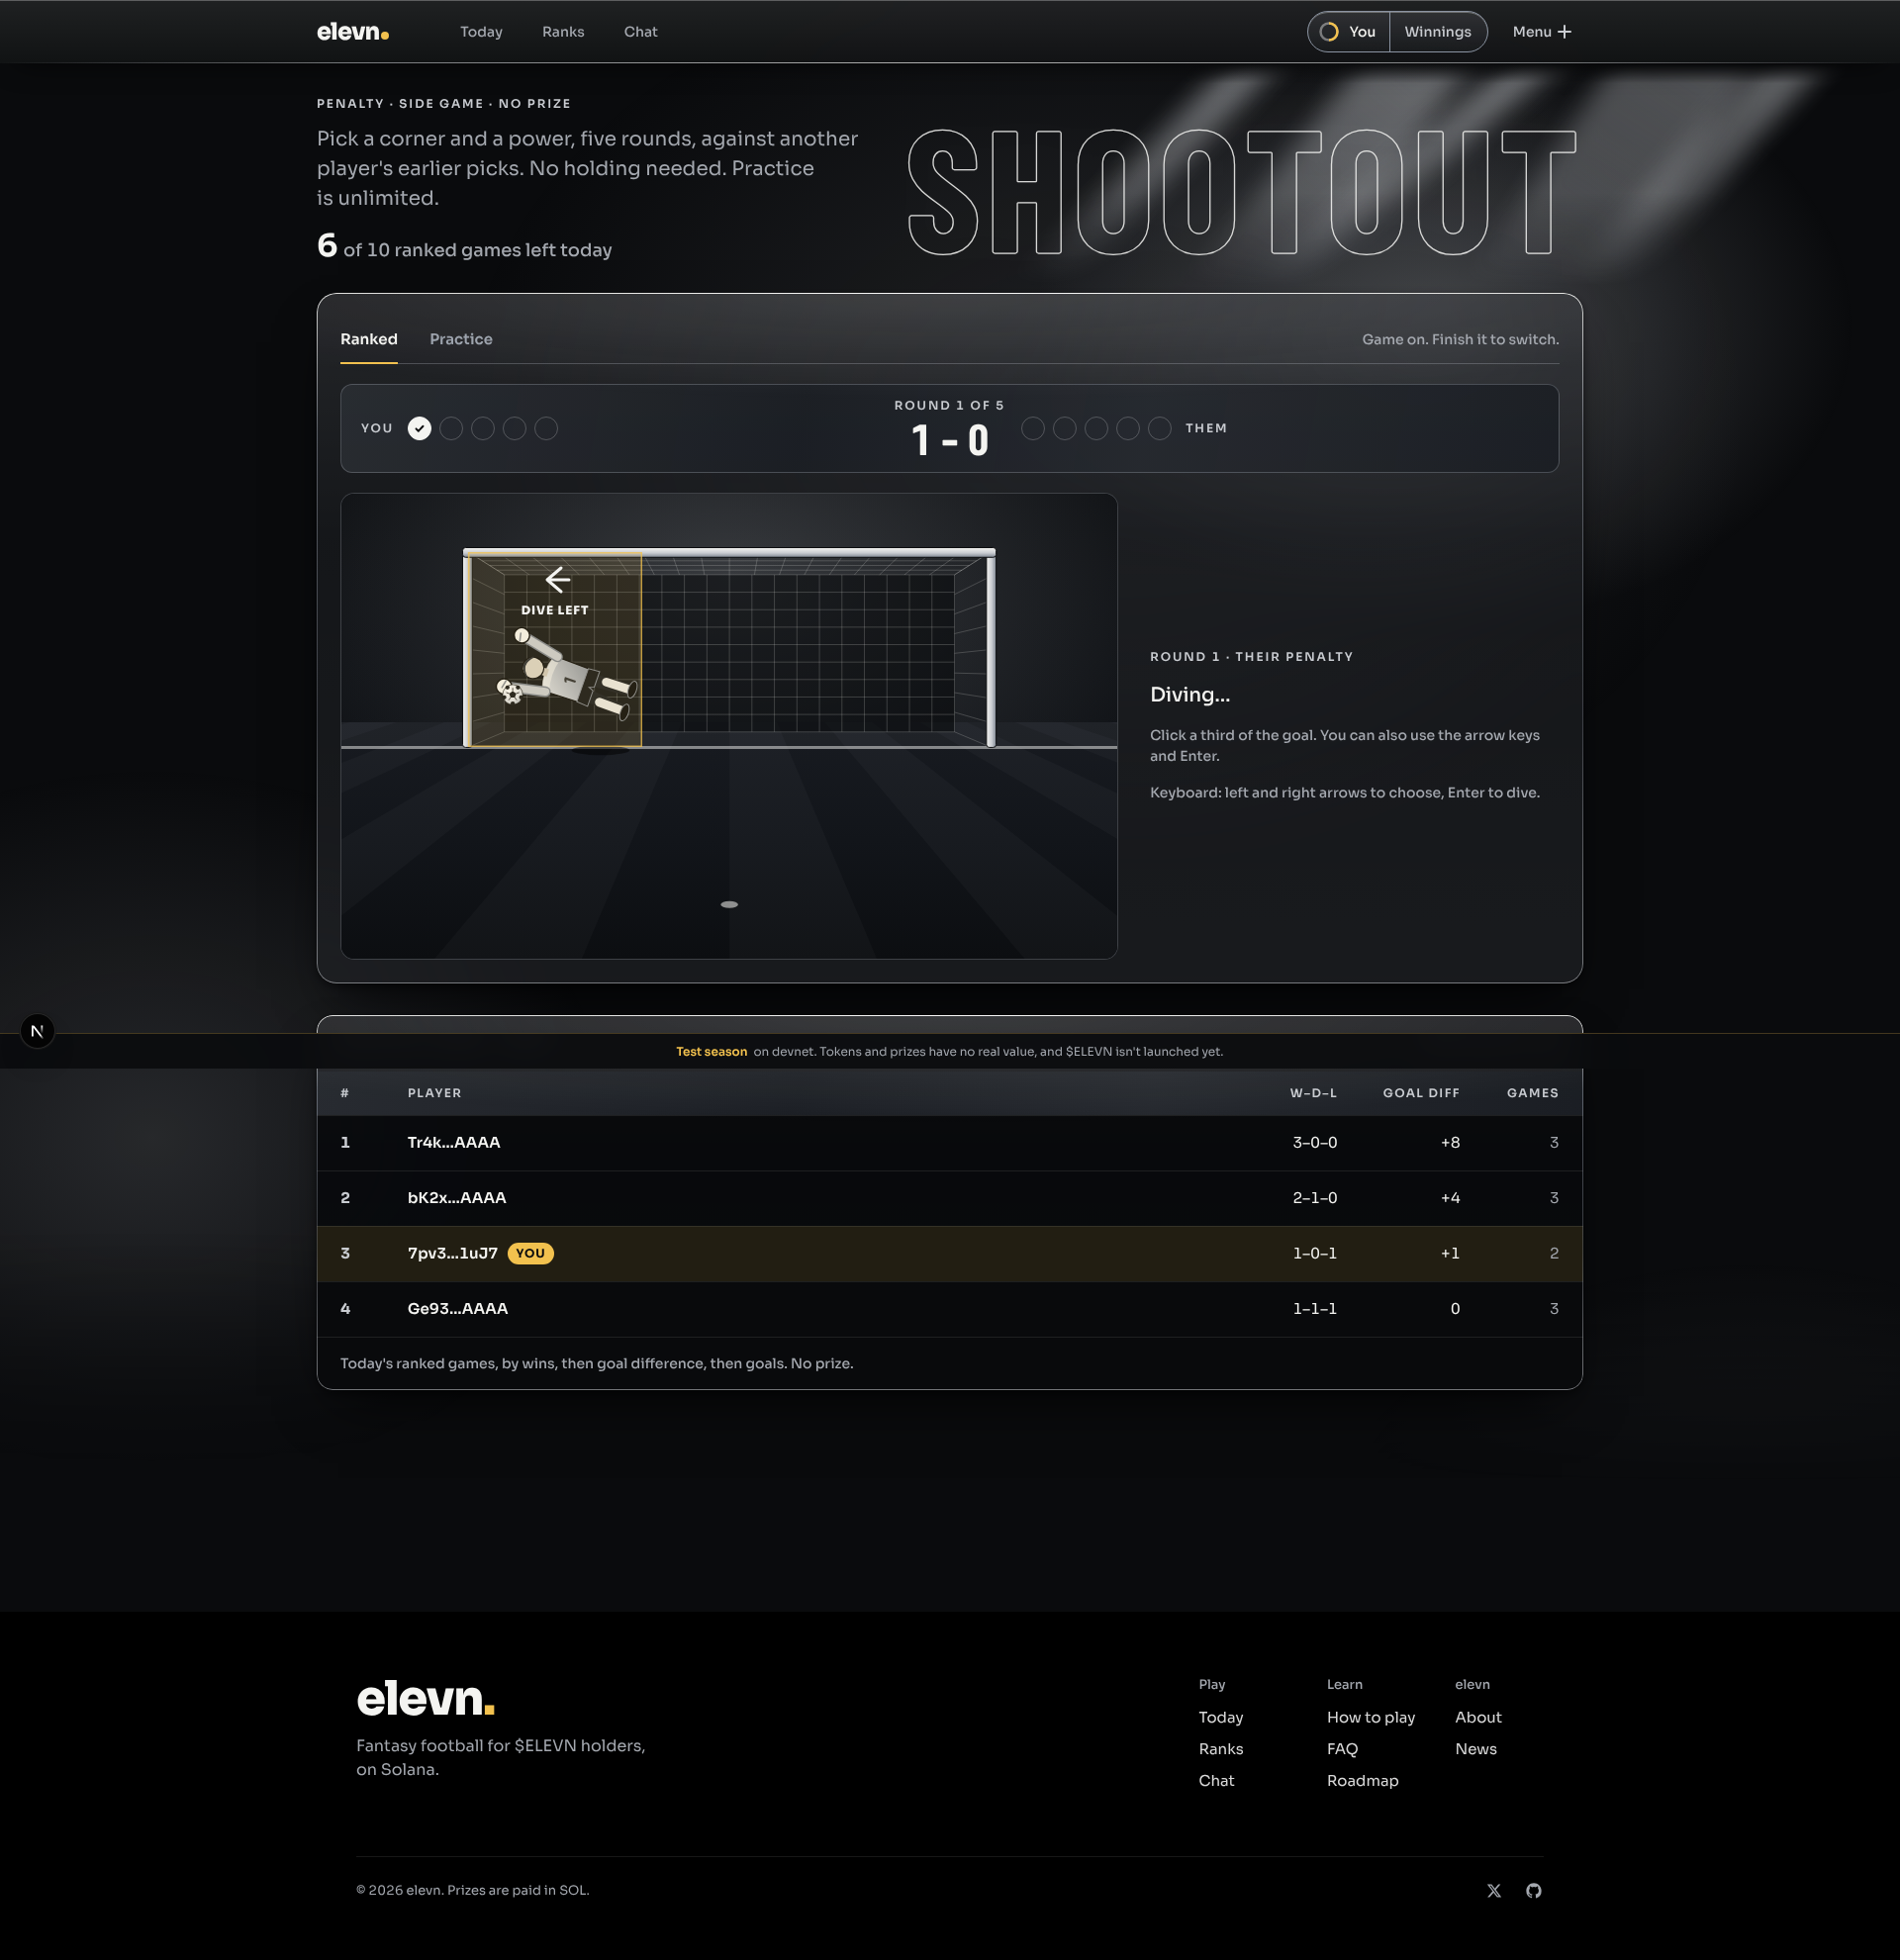 elevn.
Today
Ranks
Chat
You
Winnings
Menu
PENALTY · SIDE GAME · NO PRIZE
Pick a corner and a power, five rounds, against another
player's earlier picks. No holding needed. Practice
is unlimited.
6 of 10 ranked games left today
SHOOTOUT
Ranked
Practice
Game on. Finish it to switch.
YOU
ROUND 1 OF 5
1 - 0
THEM
DIVE LEFT
1
ROUND 1 · THEIR PENALTY
Diving...
Click a third of the goal. You can also use the arrow keys
and Enter.
Keyboard: left and right arrows to choose, Enter to dive.
N
Test season on devnet. Tokens and prizes have no real value, and $ELEVN isn't launched yet.
# PLAYER W–D–L GOAL DIFF GAMES
1 Tr4k...AAAA 3–0–0 +8 3
2 bK2x...AAAA 2–1–0 +4 3
3 7pv3...1uJ7 YOU 1–0–1 +1 2
4 Ge93...AAAA 1–1–1 0 3
Today's ranked games, by wins, then goal difference, then goals. No prize.
elevn.
Fantasy football for $ELEVN holders,
on Solana.
Play
Today
Ranks
Chat
Learn
How to play
FAQ
Roadmap
elevn
About
News
© 2026 elevn. Prizes are paid in SOL.